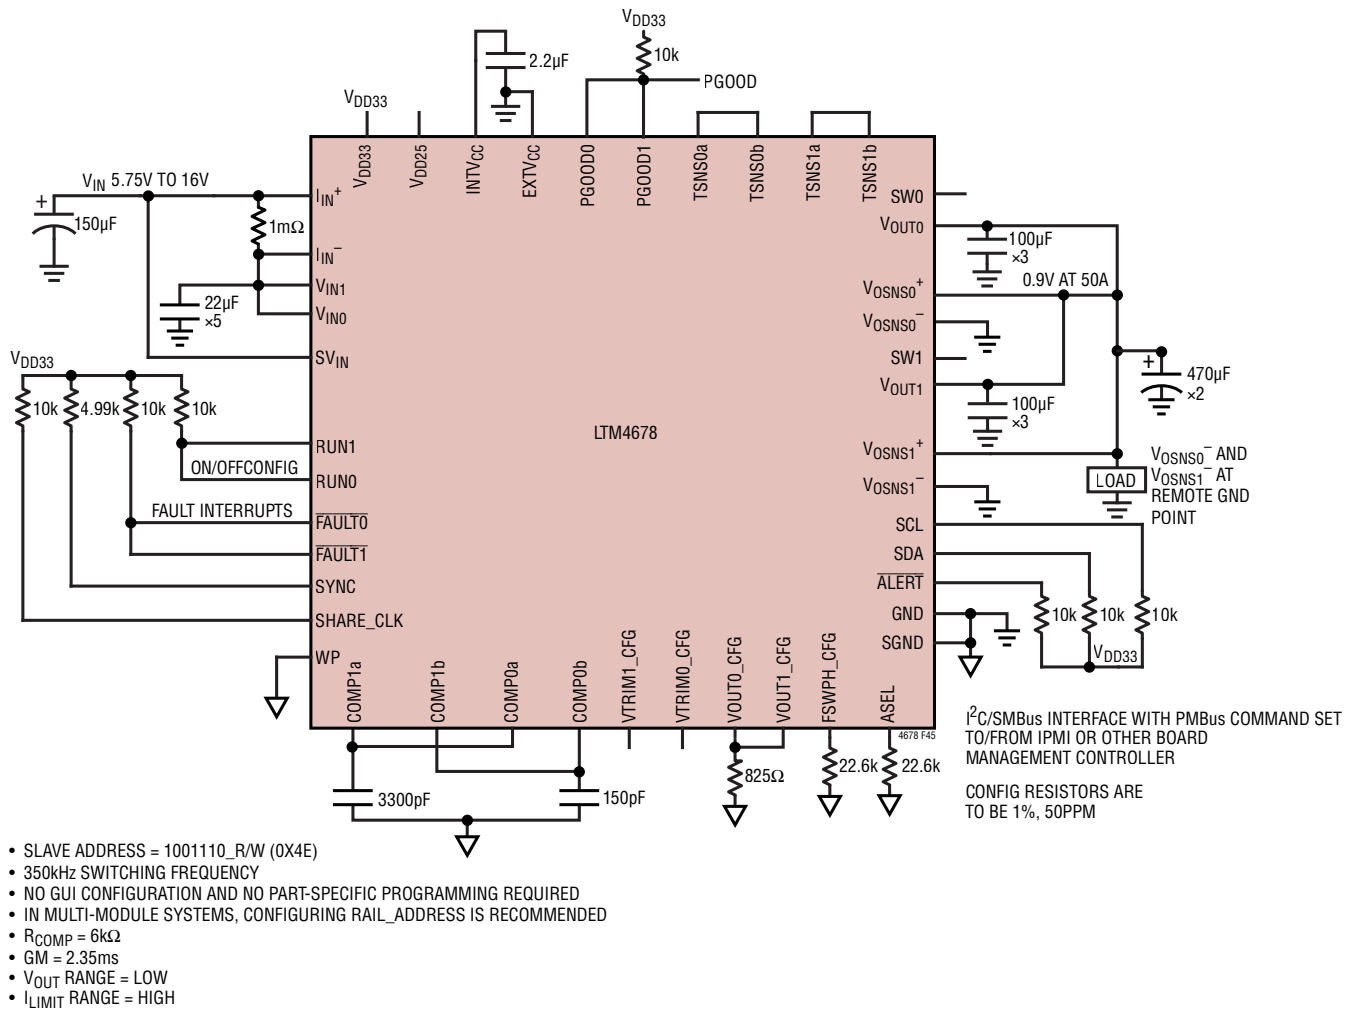 VDD33
10k
2.2µF
PGOOD
VDD33
VDD33
VDD25
INTVCC
EXTVCC
PGOOD0
PGOOD1
TSNS0a
TSNS0b
TSNS1a
TSNS1b
VIN 5.75V TO 16V
+
150µF
1mΩ
22µF
×5
IIN+
IIN–
VIN1
VIN0
SVIN
VDD33
10k
4.99k
10k
10k
RUN1
ON/OFFCONFIG
RUN0
FAULT INTERRUPTS
FAULT0
FAULT1
SYNC
SHARE_CLK
WP
LTM4678
SW0
VOUT0
100µF
×3
0.9V AT 50A
VOSNS0+
VOSNS0–
SW1
VOUT1
100µF
×3
+
470µF
×2
VOSNS1+
VOSNS1–
LOAD
VOSNS0– AND
VOSNS1– AT
REMOTE GND
POINT
SCL
SDA
ALERT
GND
SGND
10k
10k
10k
VDD33
COMP1a
COMP1b
COMP0a
COMP0b
VTRIM1_CFG
VTRIM0_CFG
VOUT0_CFG
VOUT1_CFG
FSWPH_CFG
ASEL
4678 F45
3300pF
150pF
825Ω
22.6k
22.6k
I2C/SMBus INTERFACE WITH PMBus COMMAND SET
TO/FROM IPMI OR OTHER BOARD
MANAGEMENT CONTROLLER
CONFIG RESISTORS ARE
TO BE 1%, 50PPM
• SLAVE ADDRESS = 1001110_R/W (0X4E)
• 350kHz SWITCHING FREQUENCY
• NO GUI CONFIGURATION AND NO PART-SPECIFIC PROGRAMMING REQUIRED
• IN MULTI-MODULE SYSTEMS, CONFIGURING RAIL_ADDRESS IS RECOMMENDED
• RCOMP = 6kΩ
• GM = 2.35ms
• VOUT RANGE = LOW
• ILIMIT RANGE = HIGH